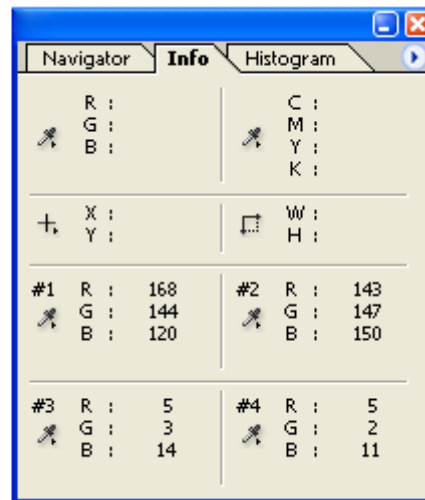 Navigator Info Histogram
R : C :
G : M :
B : Y :
K :
X : W :
Y : H :
#1 R : 168 #2 R : 143
G : 144 G : 147
B : 120 B : 150
#3 R : 5 #4 R : 5
G : 3 G : 2
B : 14 B : 11